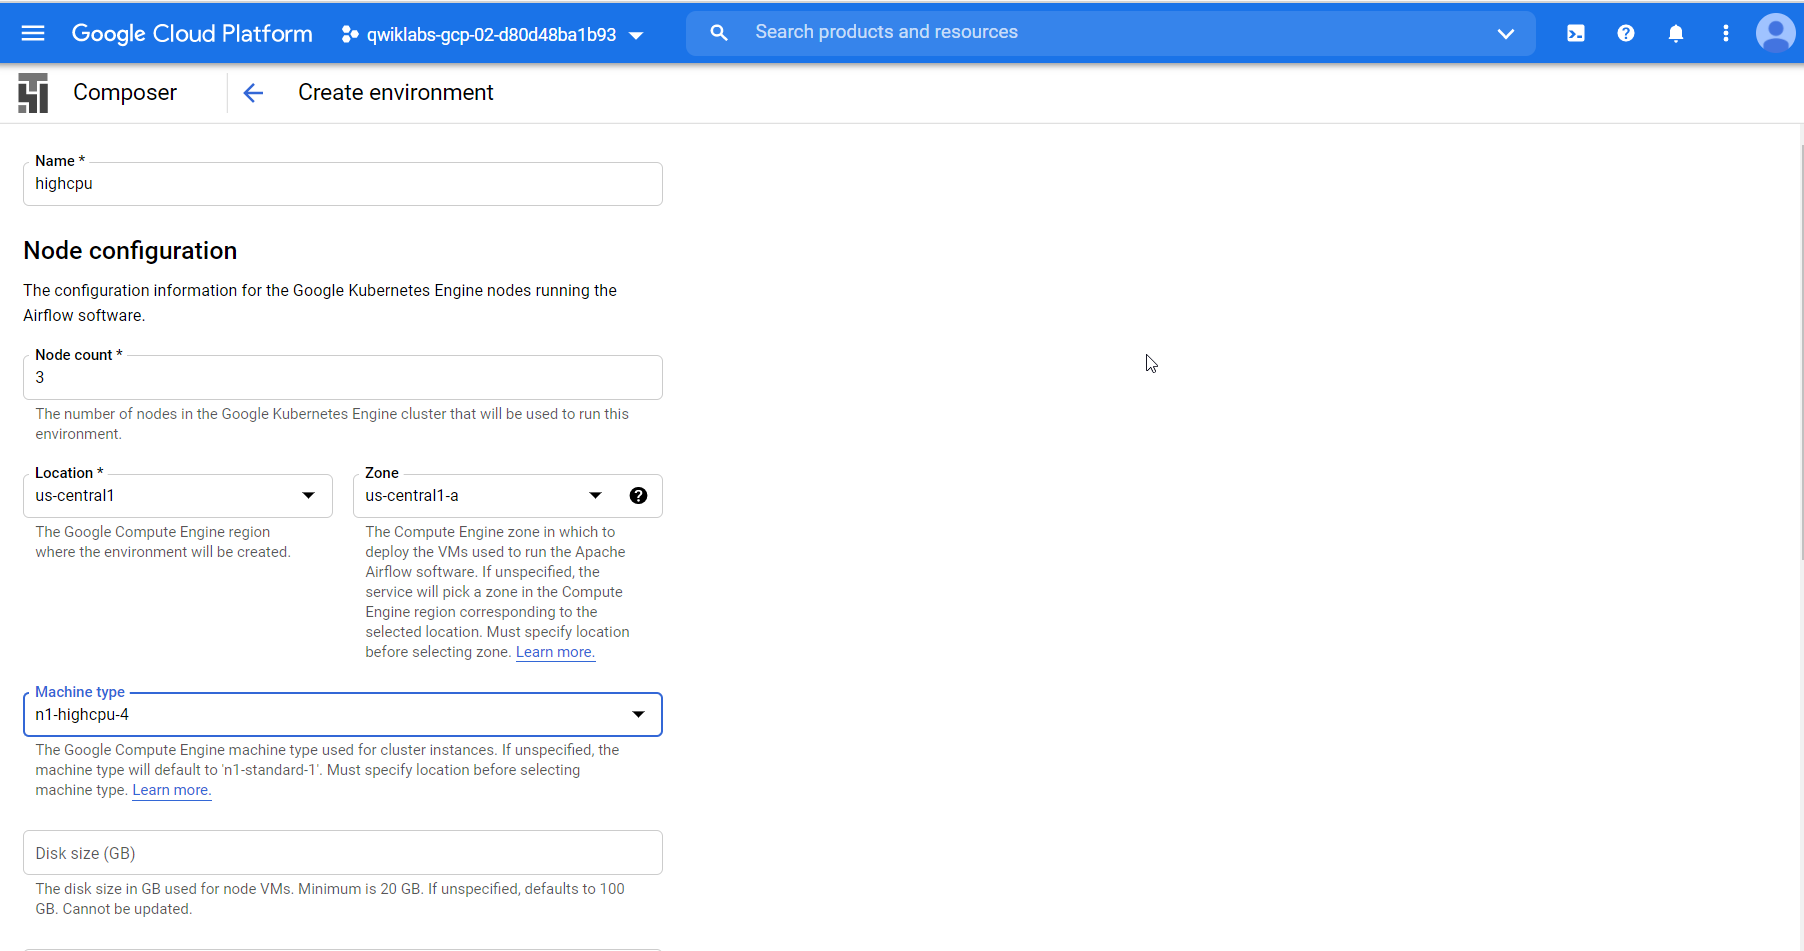 Google Cloud Platform
qwiklabs-gcp-02-d80d48ba1b93
Search products and resources
Composer
Create environment
Name *
highcpu
Node configuration
The configuration information for the Google Kubernetes Engine nodes running the
Airflow software.
Node count *
3
The number of nodes in the Google Kubernetes Engine cluster that will be used to run this
environment.
Location *
us-central1
The Google Compute Engine region
where the environment will be created.
Zone
us-central1-a
The Compute Engine zone in which to
deploy the VMs used to run the Apache
Airflow software. If unspecified, the
service will pick a zone in the Compute
Engine region corresponding to the
selected location. Must specify location
before selecting zone. Learn more.
Machine type
n1-highcpu-4
The Google Compute Engine machine type used for cluster instances. If unspecified, the
machine type will default to 'n1-standard-1'. Must specify location before selecting
machine type. Learn more.
Disk size (GB)
The disk size in GB used for node VMs. Minimum is 20 GB. If unspecified, defaults to 100
GB. Cannot be updated.